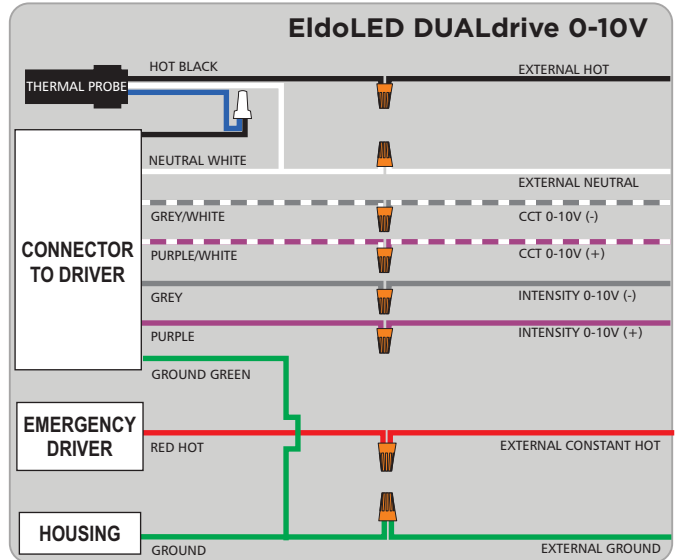 EldoLED DUALdrive 0-10V
HOT BLACK
EXTERNAL HOT
THERMAL PROBE
NEUTRAL WHITE
EXTERNAL NEUTRAL
GREY/WHITE
CCT 0-10V (-)
CONNECTOR
TO DRIVER
PURPLE/WHITE
CCT 0-10V (+)
GREY
INTENSITY 0-10V (-)
PURPLE
INTENSITY 0-10V (+)
GROUND GREEN
EMERGENCY
DRIVER
RED HOT
EXTERNAL CONSTANT HOT
HOUSING
GROUND
EXTERNAL GROUND